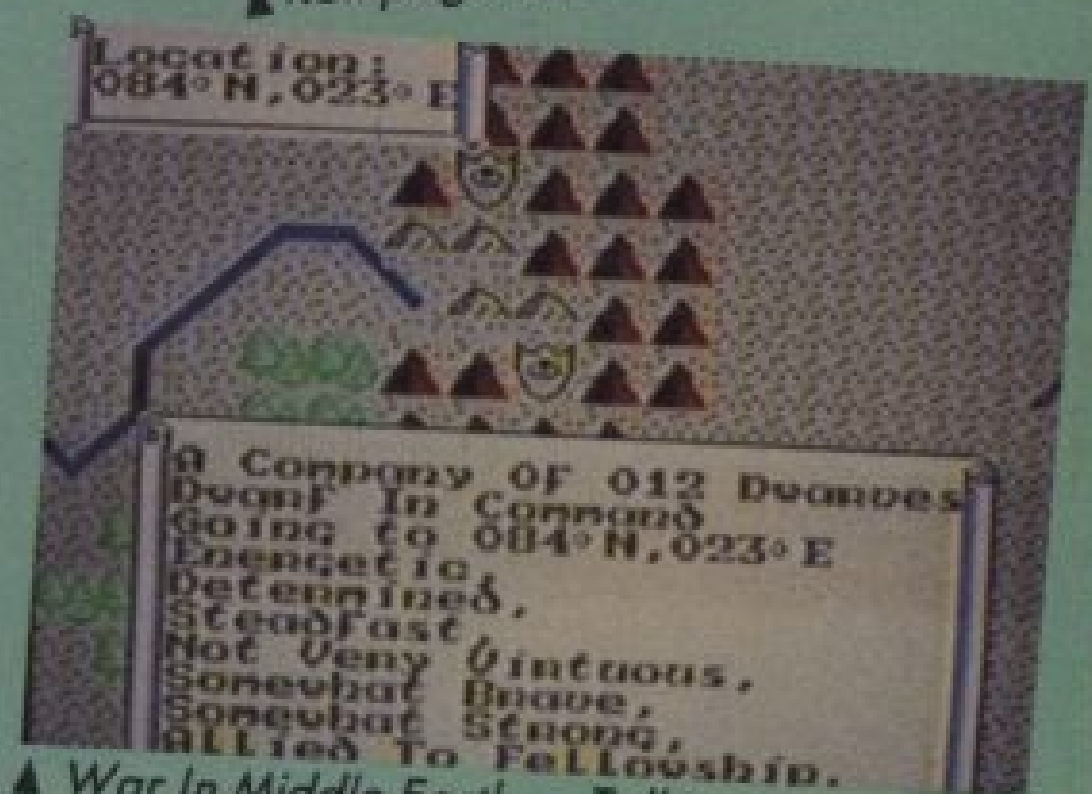 Location:
084° N,023° E
A Company OF 012 Dwarves
Dwarf In Command
Going to 084° N,023° E
Energetic
Determined,
Steadfast
Not Very Virtuous,
Somewhat Brave,
Somewhat Strong,
Allied To Fellowship.
War In Middle Earth